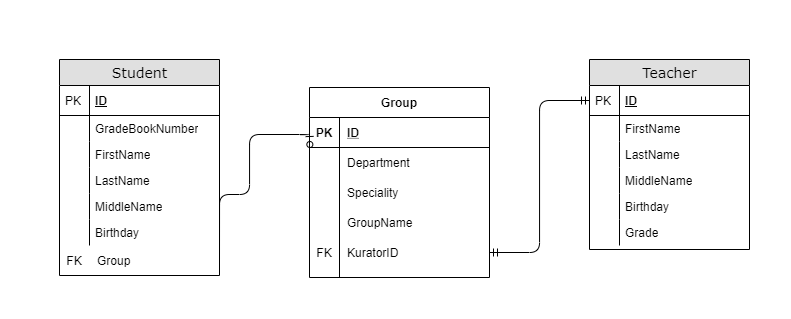 Student
PK ID
GradeBookNumber
FirstName
LastName
MiddleName
Birthday
FK Group
Group
PK ID
Department
Speciality
GroupName
FK KuratorID
Teacher
PK ID
FirstName
LastName
MiddleName
Birthday
Grade